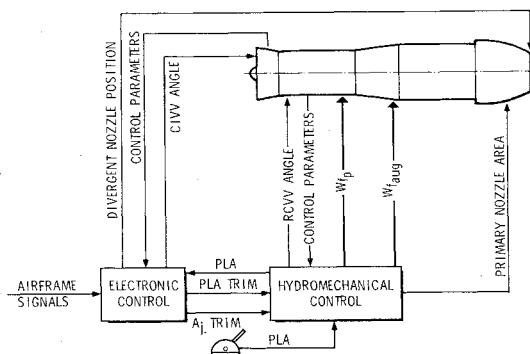 DIVERGENT NOZZLE POSITION
CONTROL PARAMETERS
CIVV ANGLE
RCVV ANGLE
CONTROL PARAMETERS
Wfp
Wfaug
PRIMARY NOZZLE AREA
AIRFRAME
SIGNALS
ELECTRONIC
CONTROL
PLA
PLA TRIM
Aj TRIM
HYDROMECHANICAL
CONTROL
PLA